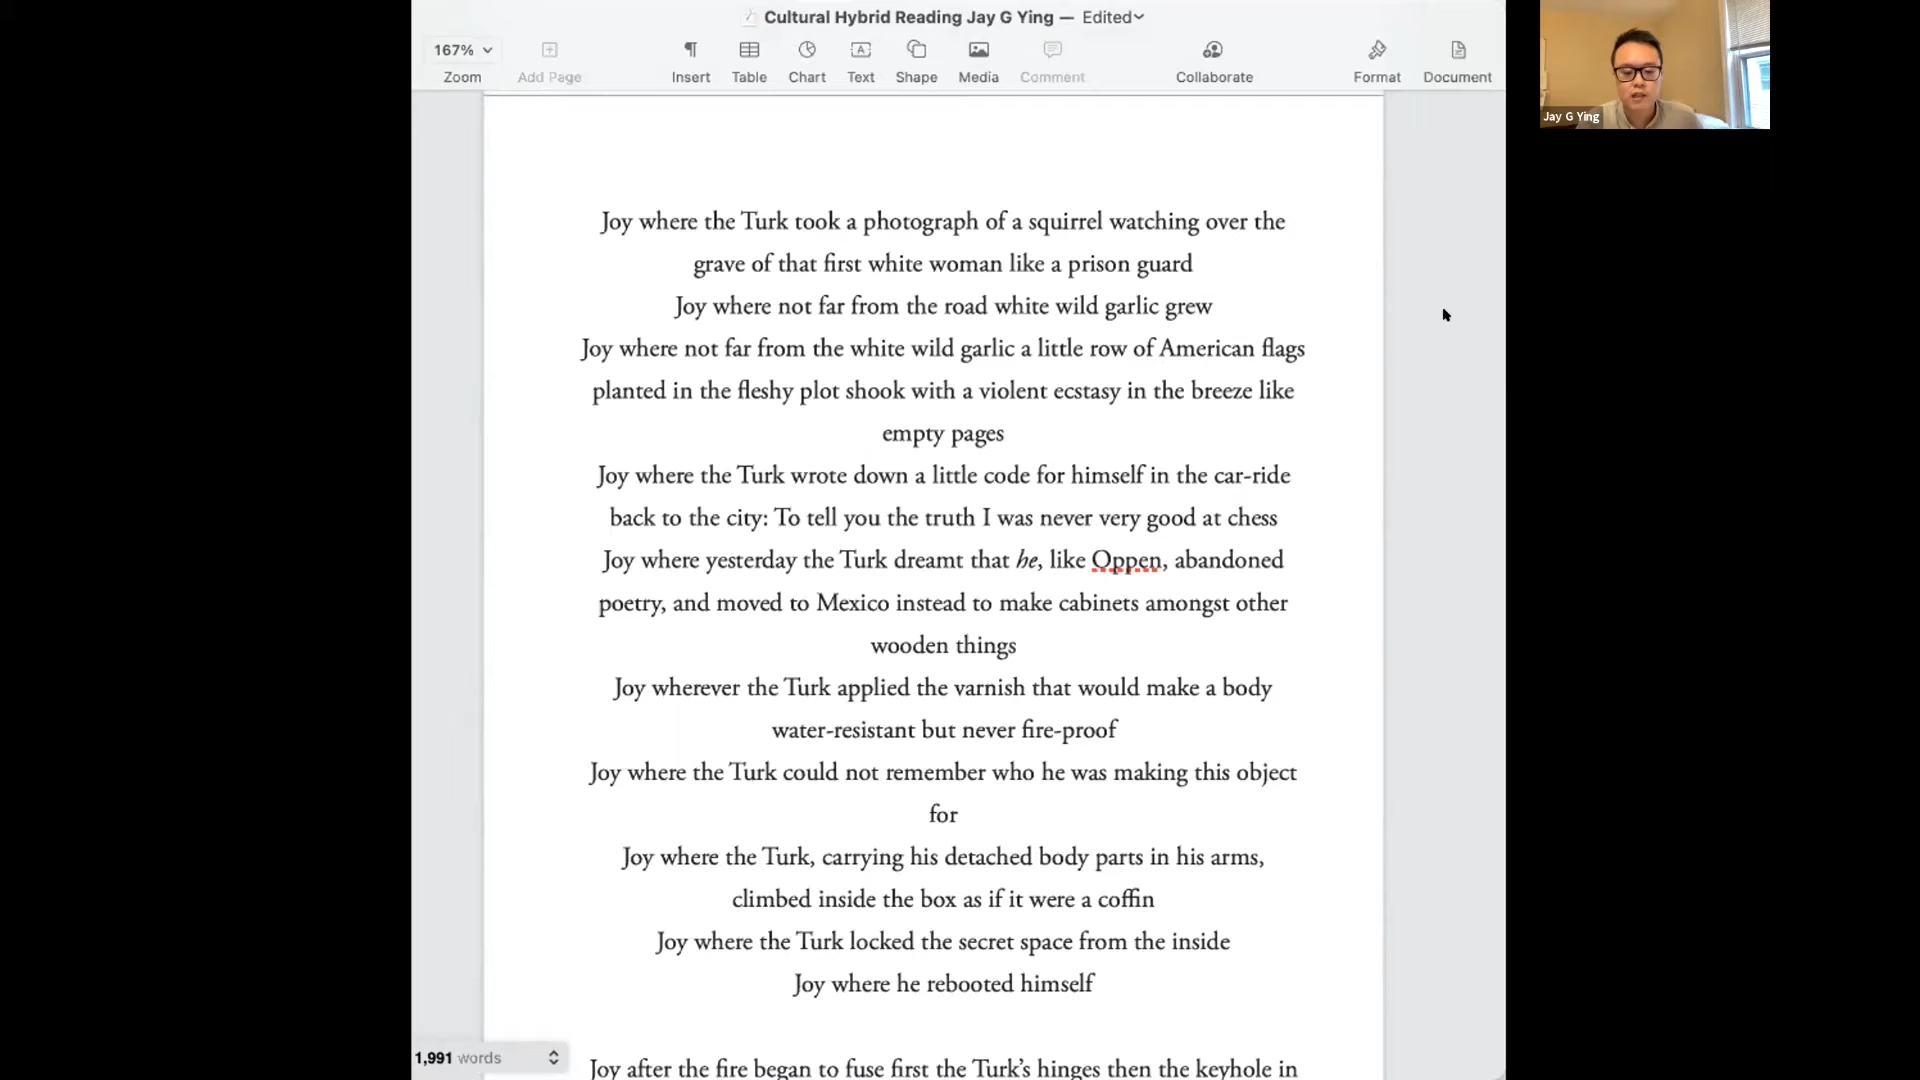 Cultural Hybrid Reading Jay G Ying — Edited
167%
Zoom
Add Page
Insert
Table
Chart
Text
Shape
Media
Comment
Collaborate
Format
Document
Jay G Ying
Joy where the Turk took a photograph of a squirrel watching over the
grave of that first white woman like a prison guard
Joy where not far from the road white wild garlic grew
Joy where not far from the white wild garlic a little row of American flags
planted in the fleshy plot shook with a violent ecstasy in the breeze like
empty pages
Joy where the Turk wrote down a little code for himself in the car-ride
back to the city: To tell you the truth I was never very good at chess
Joy where yesterday the Turk dreamt that he, like Oppen, abandoned
poetry, and moved to Mexico instead to make cabinets amongst other
wooden things
Joy wherever the Turk applied the varnish that would make a body
water-resistant but never fire-proof
Joy where the Turk could not remember who he was making this object
for
Joy where the Turk, carrying his detached body parts in his arms,
climbed inside the box as if it were a coffin
Joy where the Turk locked the secret space from the inside
Joy where he rebooted himself
Joy after the fire began to fuse first the Turk's hinges then the keyhole in
1,991 words